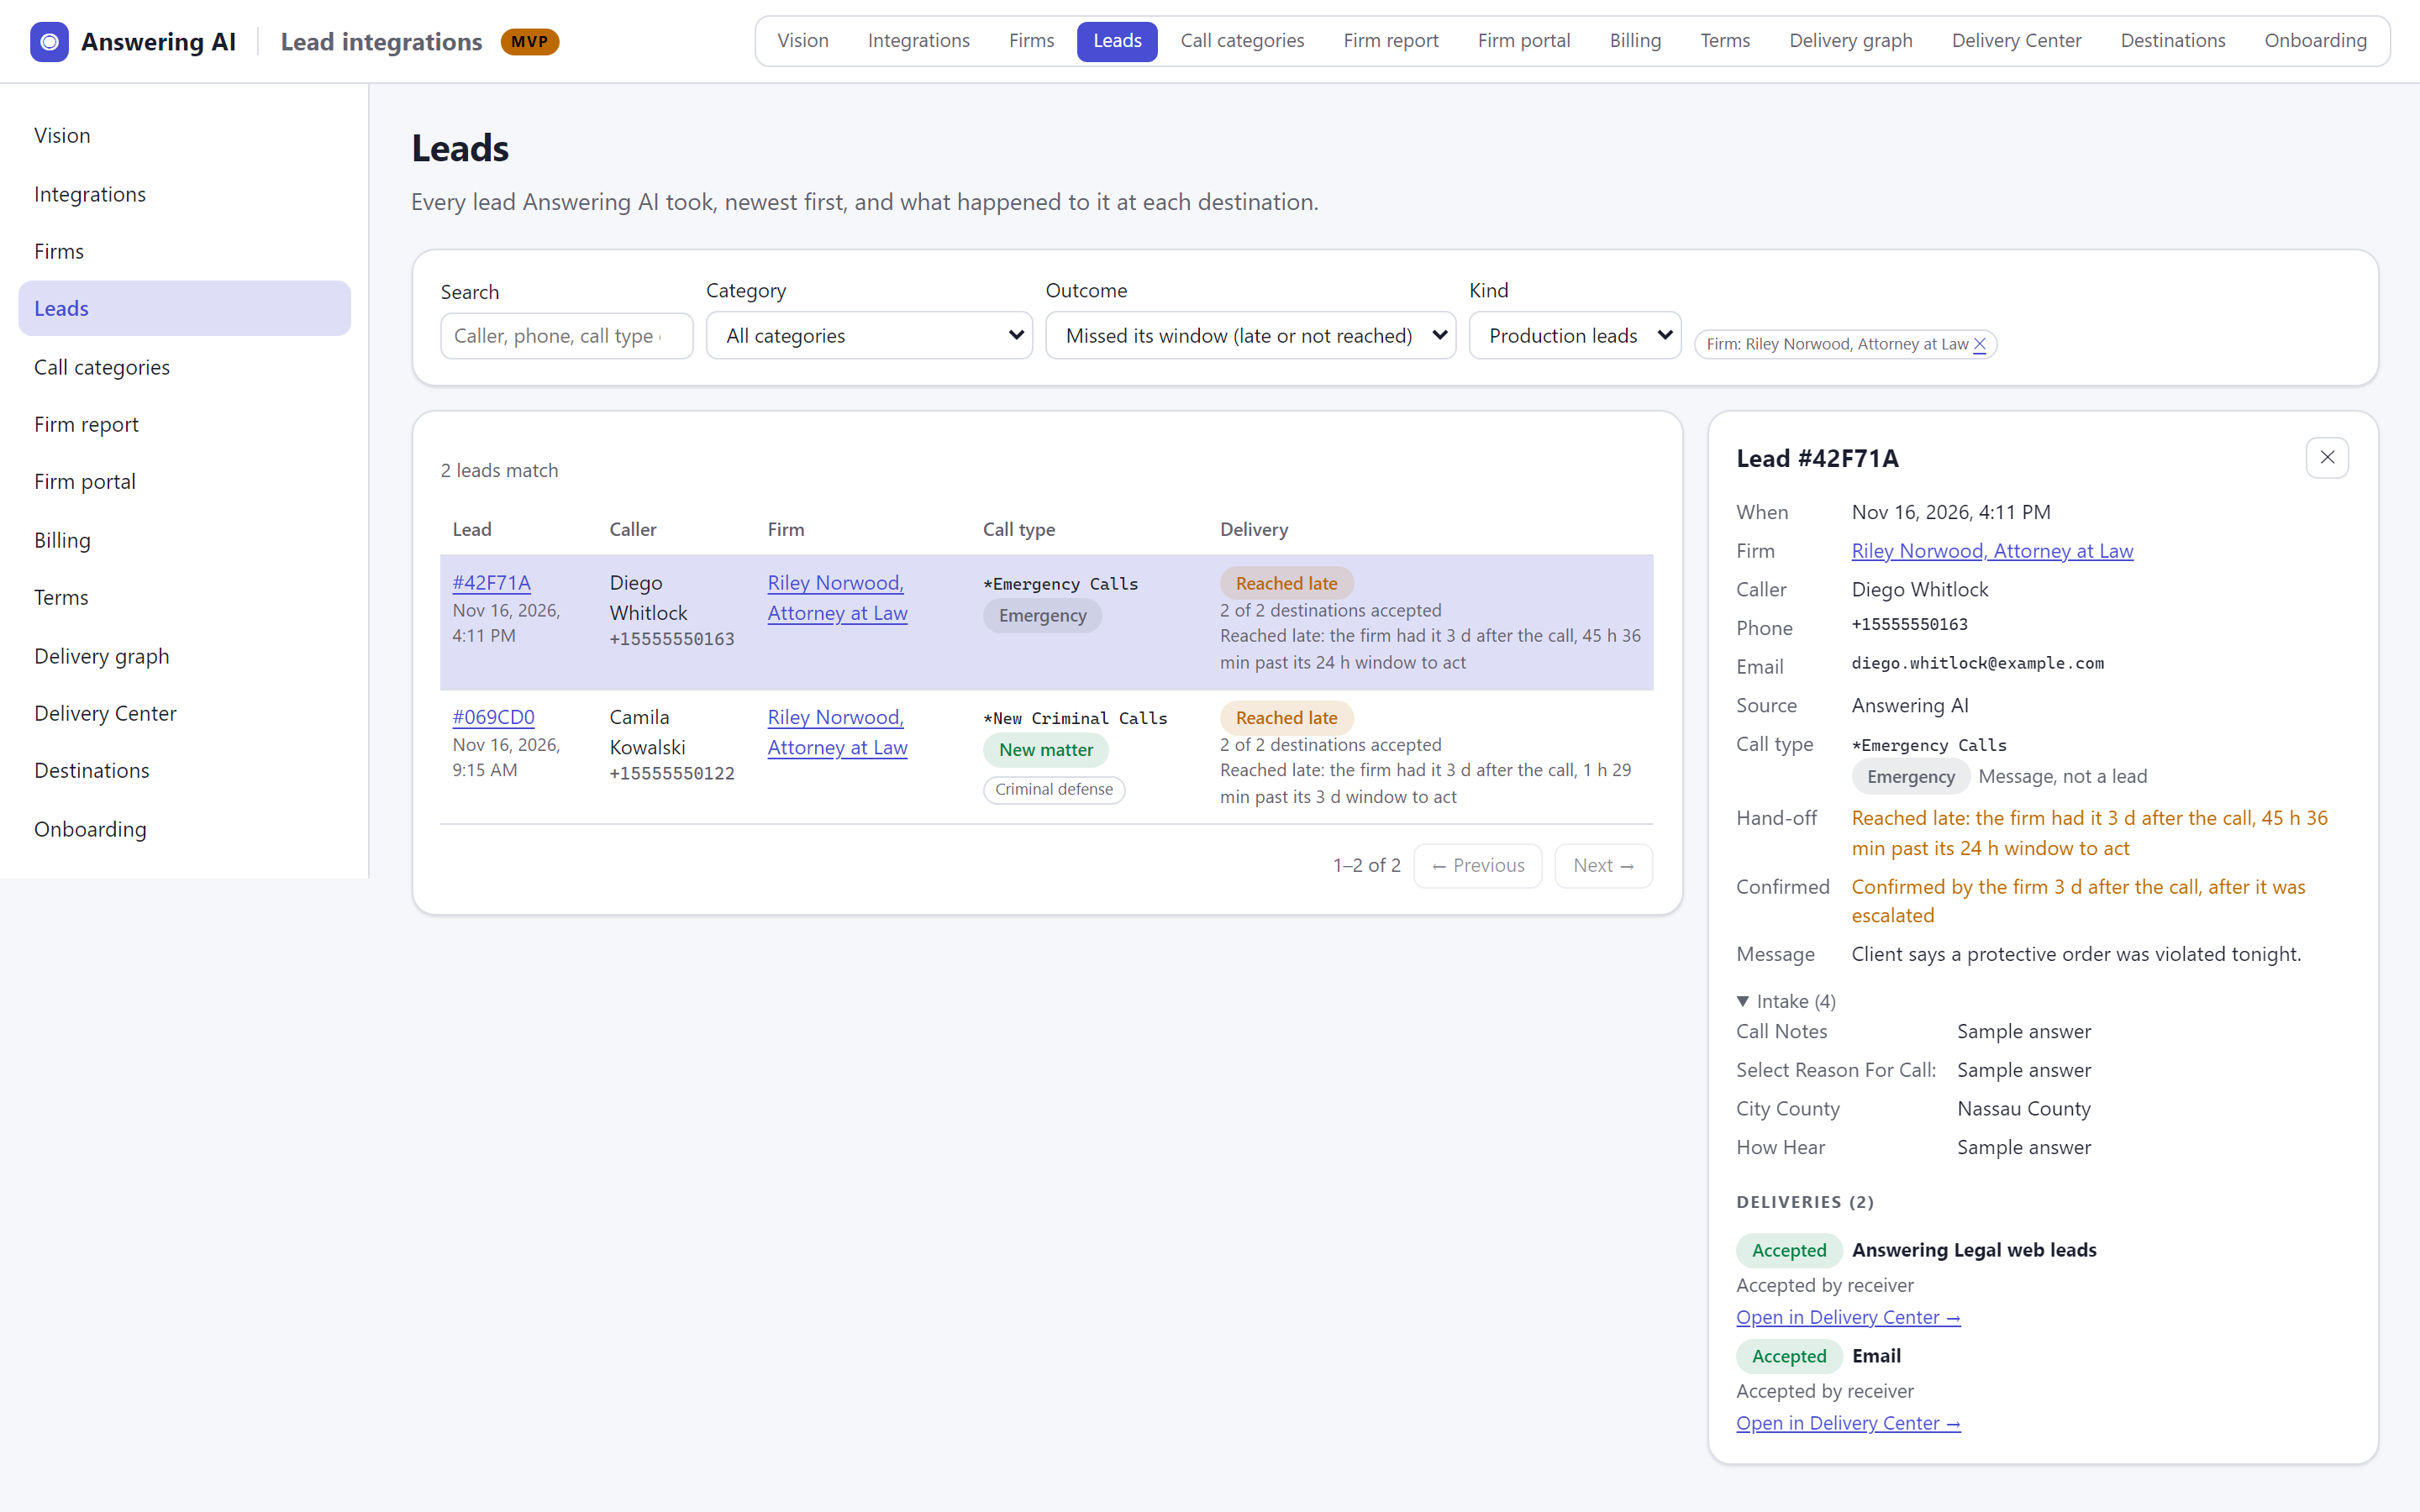 Answering AI
Lead integrations
MVP
Vision
Integrations
Firms
Leads
Call categories
Firm report
Firm portal
Billing
Terms
Delivery graph
Delivery Center
Destinations
Onboarding
Vision
Integrations
Firms
Leads
Call categories
Firm report
Firm portal
Billing
Terms
Delivery graph
Delivery Center
Destinations
Onboarding
Leads
Every lead Answering AI took, newest first, and what happened to it at each destination.
Search
Caller, phone, call type
Category
All categories
Outcome
Missed its window (late or not reached)
Kind
Production leads
Firm: Riley Norwood, Attorney at Law ×
2 leads match
Lead Caller Firm Call type Delivery
#42F71A
Nov 16, 2026,
4:11 PM
Diego
Whitlock
+15555550163
Riley Norwood,
Attorney at Law
*Emergency Calls
Emergency
Reached late
2 of 2 destinations accepted
Reached late: the firm had it 3 d after the call, 45 h 36
min past its 24 h window to act
#069CD0
Nov 16, 2026,
9:15 AM
Camila
Kowalski
+15555550122
Riley Norwood,
Attorney at Law
*New Criminal Calls
New matter
Criminal defense
Reached late
2 of 2 destinations accepted
Reached late: the firm had it 3 d after the call, 1 h 29
min past its 3 d window to act
1–2 of 2
← Previous
Next →
Lead #42F71A
When Nov 16, 2026, 4:11 PM
Firm Riley Norwood, Attorney at Law
Caller Diego Whitlock
Phone +15555550163
Email diego.whitlock@example.com
Source Answering AI
Call type *Emergency Calls
Emergency Message, not a lead
Hand-off Reached late: the firm had it 3 d after the call, 45 h 36
min past its 24 h window to act
Confirmed Confirmed by the firm 3 d after the call, after it was
escalated
Message Client says a protective order was violated tonight.
▼ Intake (4)
Call Notes Sample answer
Select Reason For Call: Sample answer
City County Nassau County
How Hear Sample answer
DELIVERIES (2)
Accepted Answering Legal web leads
Accepted by receiver
Open in Delivery Center →
Accepted Email
Accepted by receiver
Open in Delivery Center →